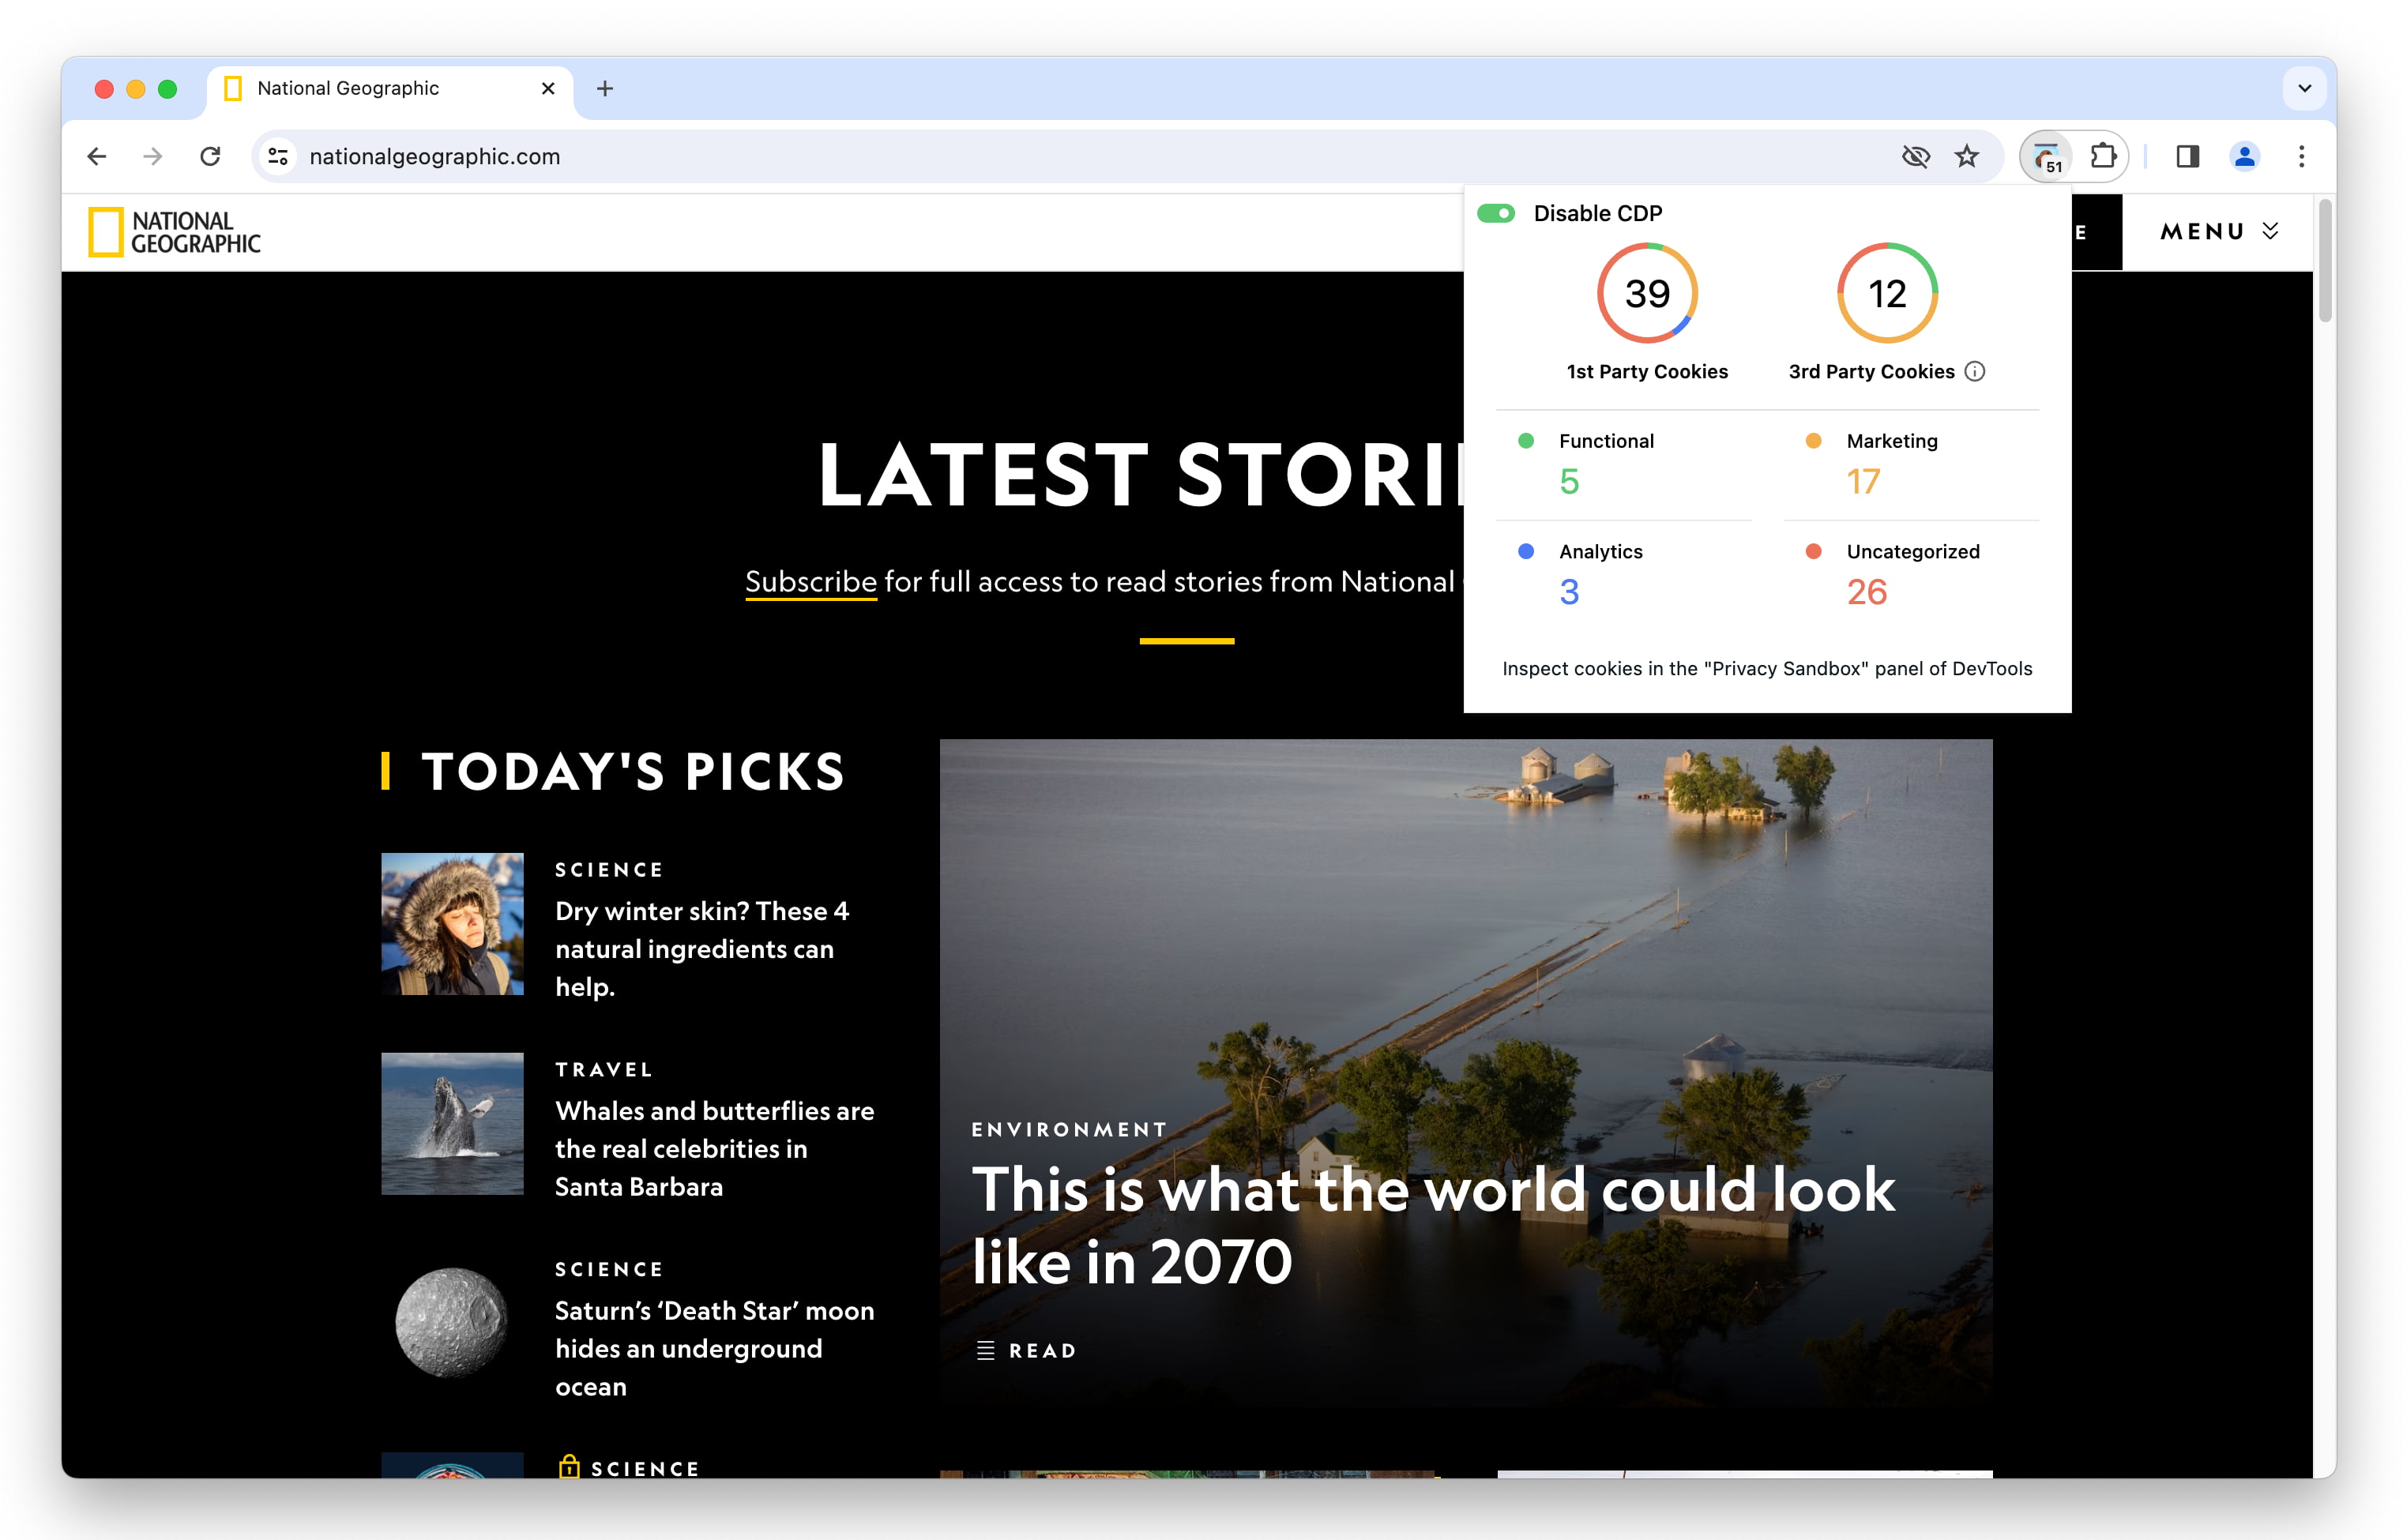 National Geographic
nationalgeographic.com
51
NATIONAL
GEOGRAPHIC
E
MENU
Disable CDP
39
12
1st Party Cookies
3rd Party Cookies
Functional
Marketing
5
17
Analytics
Uncategorized
3
26
Inspect cookies in the "Privacy Sandbox" panel of DevTools
LATEST STORI
Subscribe for full access to read stories from National
TODAY'S PICKS
SCIENCE
Dry winter skin? These 4
natural ingredients can
help.
TRAVEL
Whales and butterflies are
the real celebrities in
Santa Barbara
SCIENCE
Saturn’s ‘Death Star’ moon
hides an underground
ocean
SCIENCE
ENVIRONMENT
This is what the world could look
like in 2070
READ